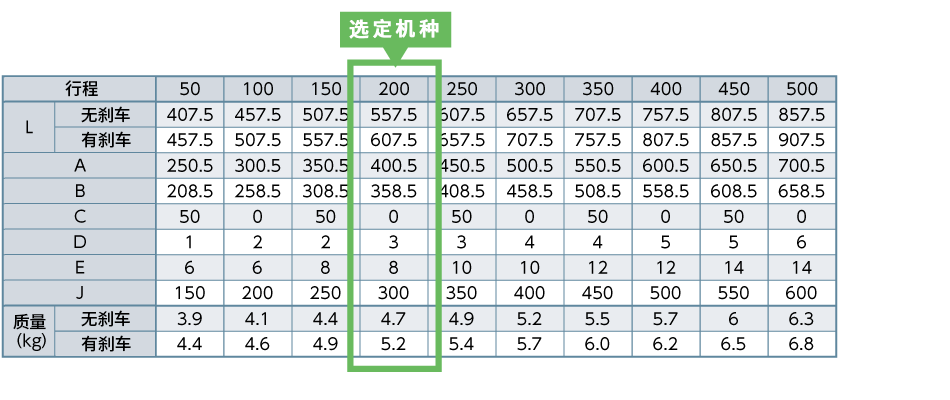 选定机种
行程 50 100 150 200 250 300 350 400 450 500
L 无刹车 407.5 457.5 507.5 557.5 607.5 657.5 707.5 757.5 807.5 857.5
有刹车 457.5 507.5 557.5 607.5 657.5 707.5 757.5 807.5 857.5 907.5
A 250.5 300.5 350.5 400.5 450.5 500.5 550.5 600.5 650.5 700.5
B 208.5 258.5 308.5 358.5 408.5 458.5 508.5 558.5 608.5 658.5
C 50 0 50 0 50 0 50 0 50 0
D 1 2 2 3 3 4 4 5 5 6
E 6 6 8 8 10 10 12 12 14 14
J 150 200 250 300 350 400 450 500 550 600
质量(kg) 无刹车 3.9 4.1 4.4 4.7 4.9 5.2 5.5 5.7 6 6.3
有刹车 4.4 4.6 4.9 5.2 5.4 5.7 6.0 6.2 6.5 6.8